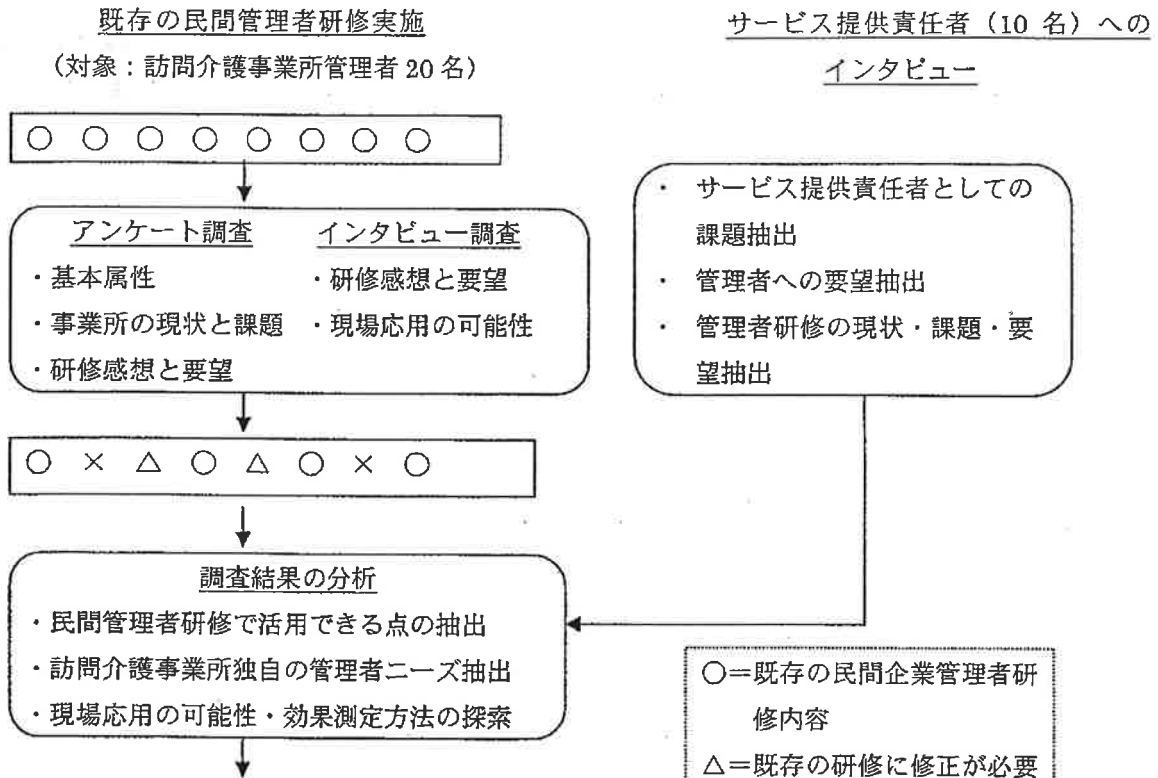 既存の民間管理者研修実施
(対象：訪問介護事業所管理者 20 名)
○ ○ ○ ○ ○ ○ ○ ○
アンケート調査
・基本属性
・事業所の現状と課題
・研修感想と要望
インタビュー調査
・研修感想と要望
・現場応用の可能性
○ × △ ○ △ ○ × ○
調査結果の分析
・民間管理者研修で活用できる点の抽出
・訪問介護事業所独自の管理者ニーズ抽出
・現場応用の可能性・効果測定方法の探索
サービス提供責任者（10 名）への
インタビュー
・ サービス提供責任者としての
課題抽出
・ 管理者への要望抽出
・ 管理者研修の現状・課題・要
望抽出
○＝既存の民間企業管理者研
修内容
△＝既存の研修に修正が必要